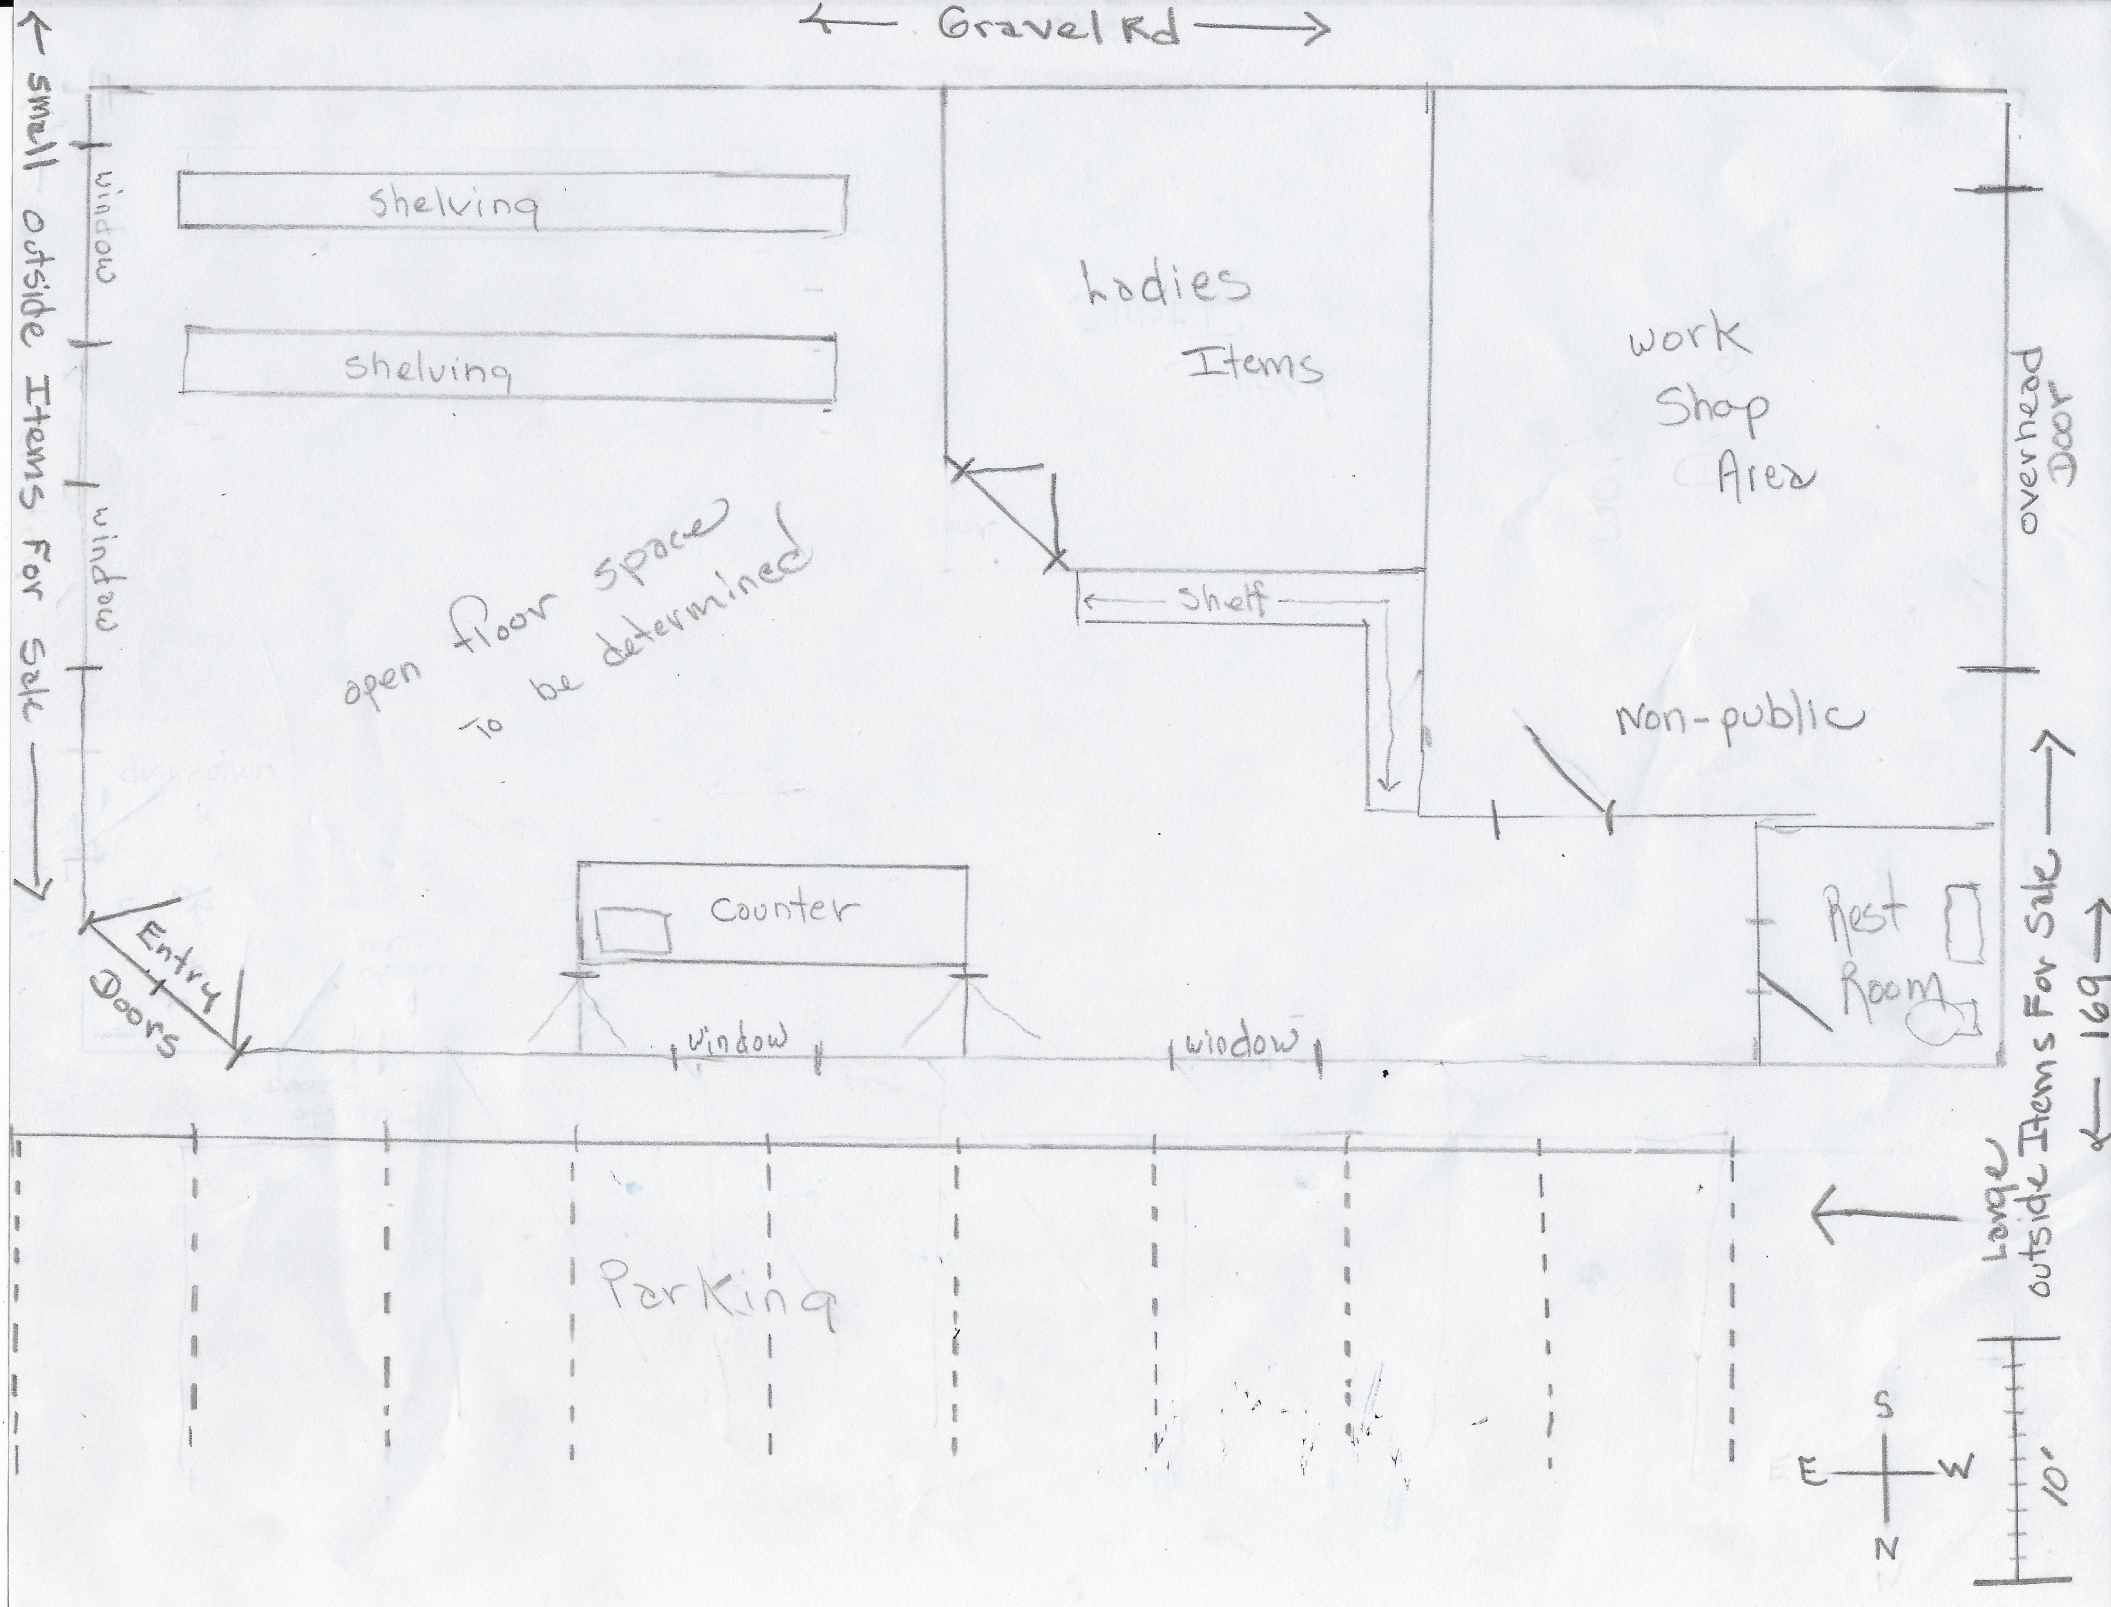 ← Gravel Rd →
← small outside Items For Sale →
window
shelving
Ladies
Items
work
Shop
Area
overhead
Door
shelving
window
open floor space
To be determined
← Shelf →
Non-public
Counter
Rest
Room
Entry
Doors
window
window
Large
outside Items For Sale →
← 169 →
Parking
S
E W
N
10'